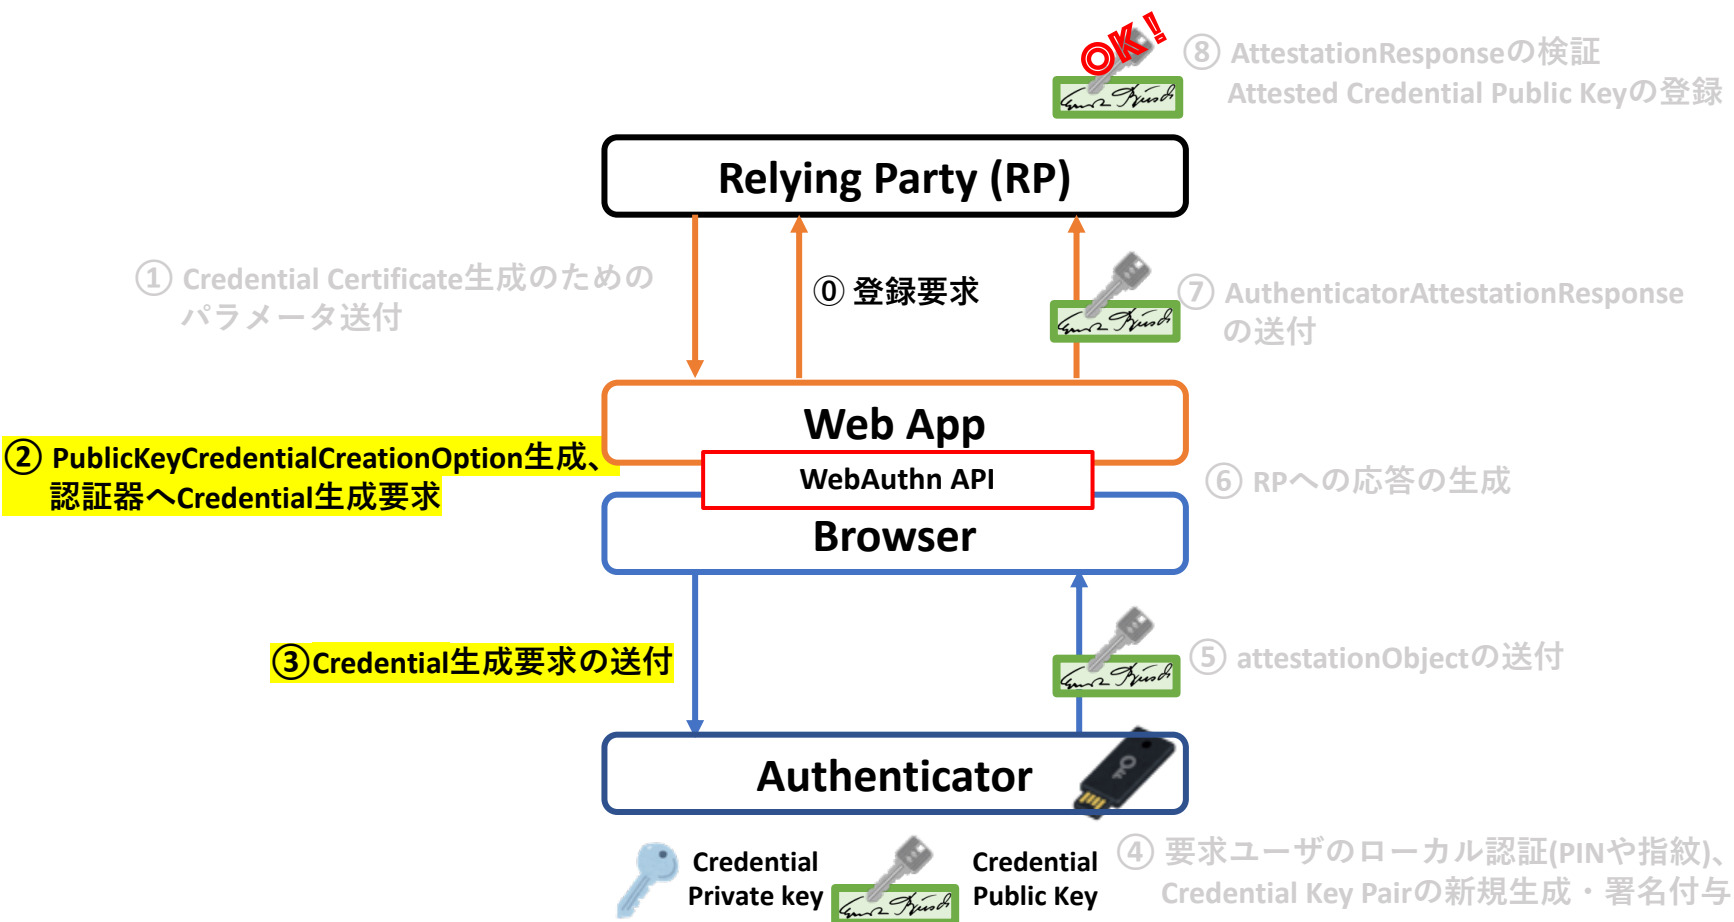 OK!
⑧ AttestationResponseの検証
Attested Credential Public Keyの登録
Relying Party (RP)
① Credential Certificate生成のための
パラメータ送付
⓪ 登録要求
⑦ AuthenticatorAttestationResponse
の送付
Web App
② PublicKeyCredentialCreationOption生成、
認証器へCredential生成要求
WebAuthn API
⑥ RPへの応答の生成
Browser
③Credential生成要求の送付
⑤ attestationObjectの送付
Authenticator
④ 要求ユーザのローカル認証(PINや指紋)、
Credential Key Pairの新規生成・署名付与
Credential
Private key
Credential
Public Key